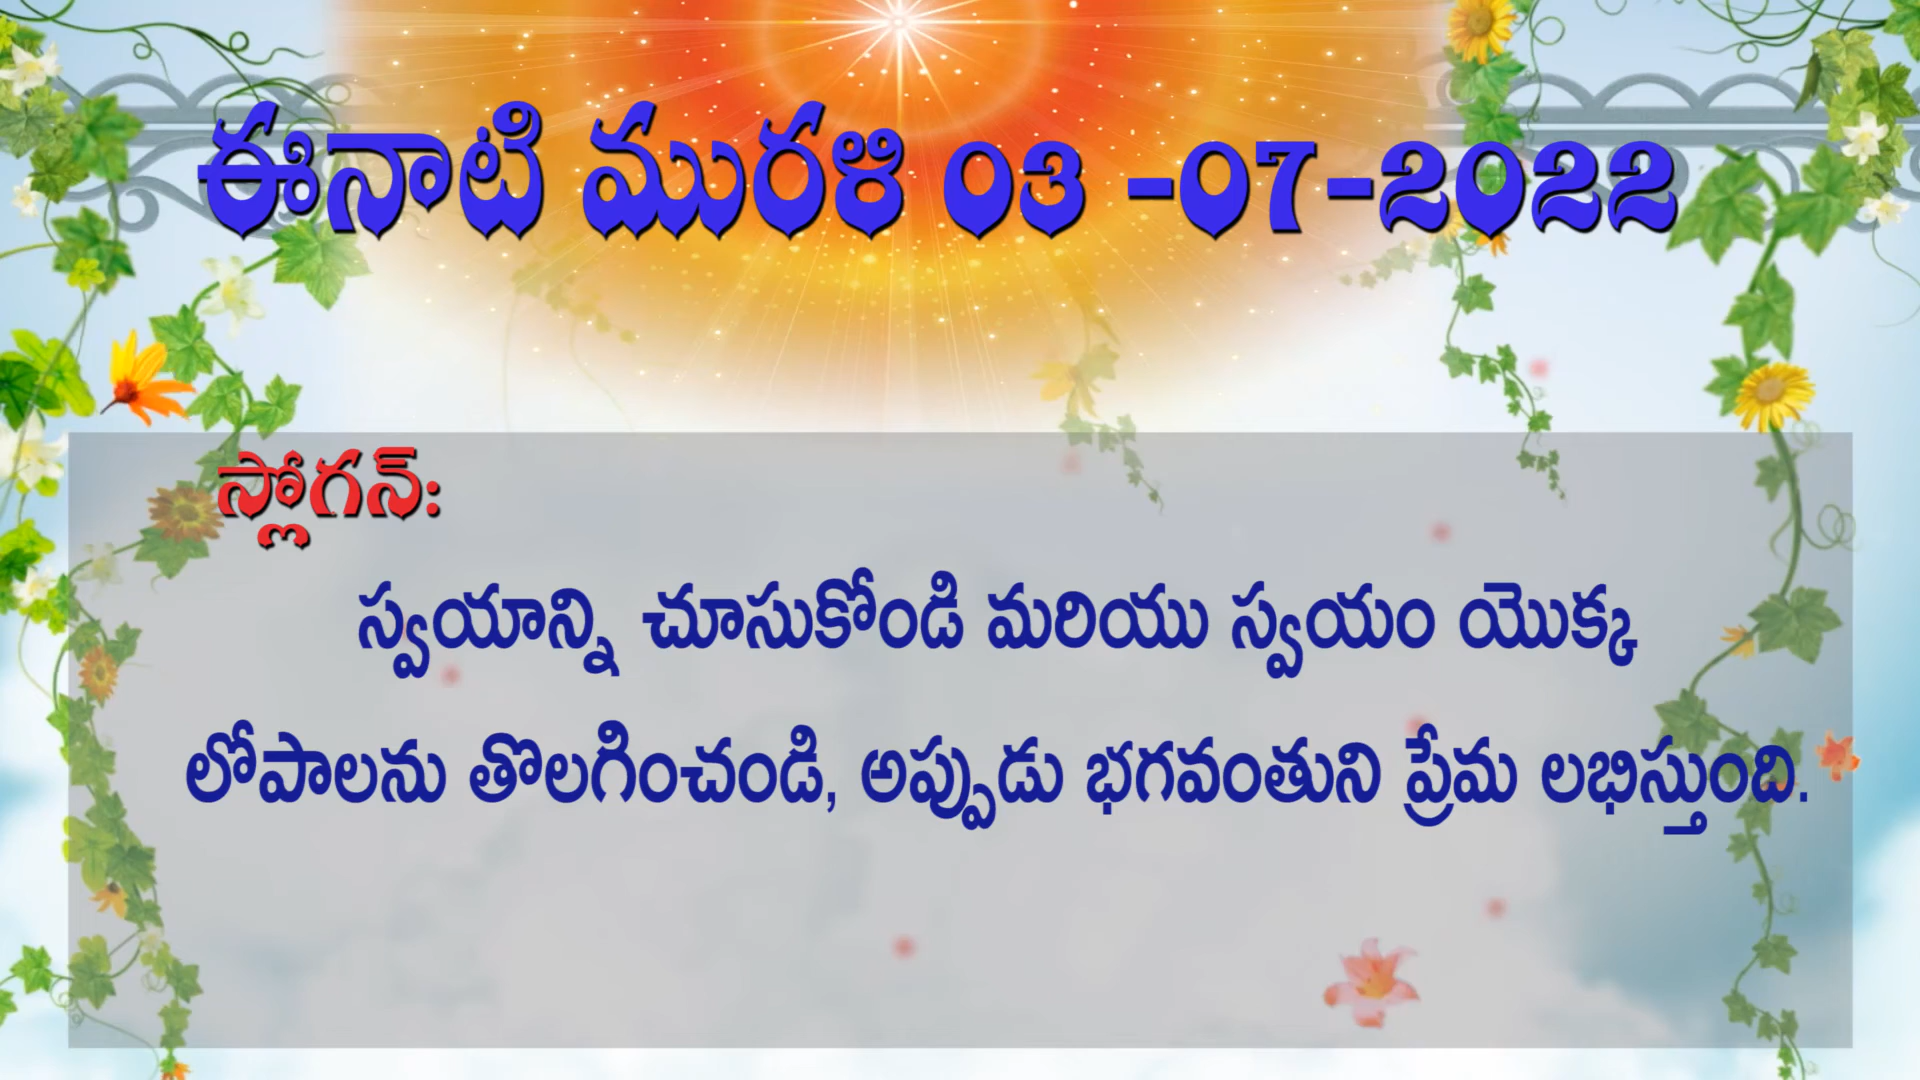 ఈనాటి మురళి 03 -07-2022
స్లోగన్:
స్వయాన్ని చూసుకోండి మరియు స్వయం యొక్క
లోపాలను తొలగించండి, అప్పుడు భగవంతుని ప్రేమ లభిస్తుంది.